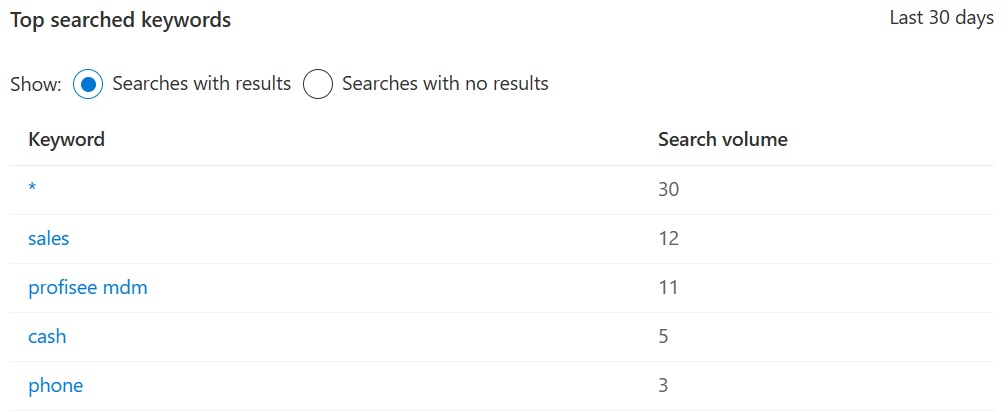 Top searched keywords Last 30 days
Show: Searches with results Searches with no results
Keyword Search volume
* 30
sales 12
profisee mdm 11
cash 5
phone 3